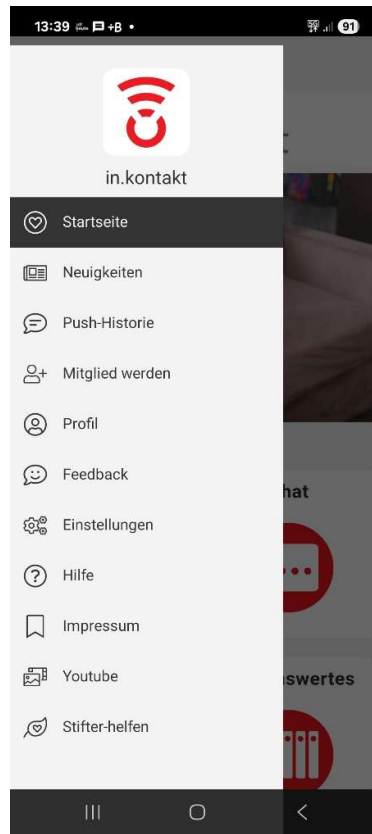 13:39 +B •
91
in.kontakt
Startseite
Neuigkeiten
Push-Historie
Mitglied werden
Profil
Feedback
hat
Einstellungen
Hilfe
Impressum
Youtube
swertes
Stifter-helfen